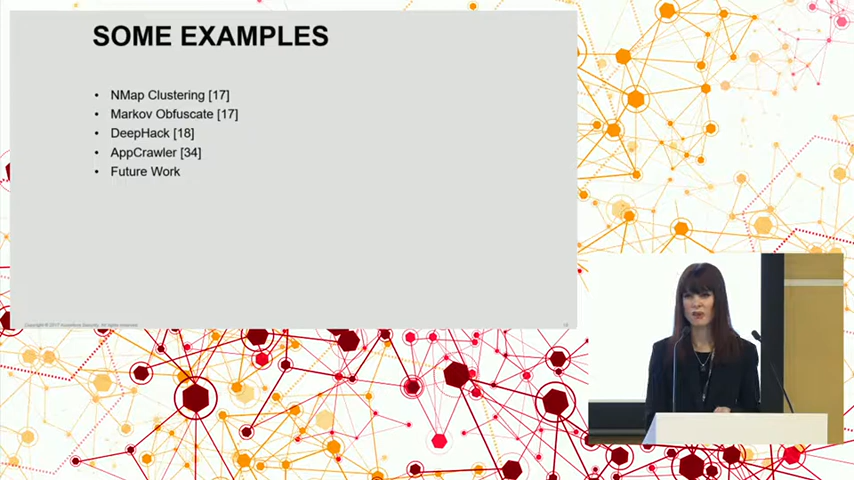 SOME EXAMPLES
• NMap Clustering [17]
• Markov Obfuscate [17]
• DeepHack [18]
• AppCrawler [34]
• Future Work